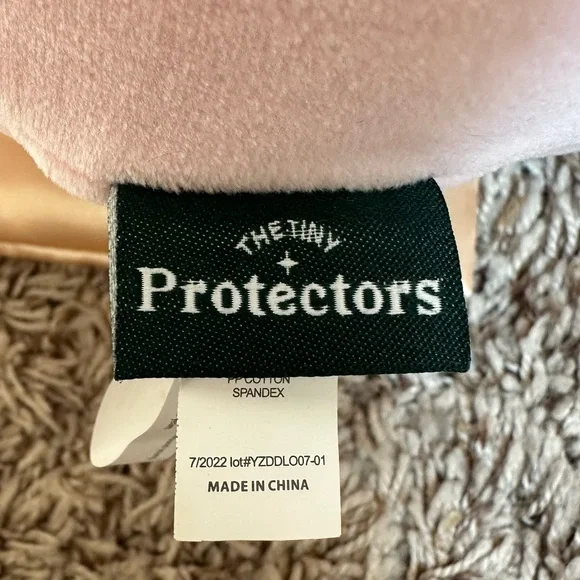 THE TINY
Protectors
PP COTTON
SPANDEX
7/2022 lot#YZDDLO07-01
MADE IN CHINA